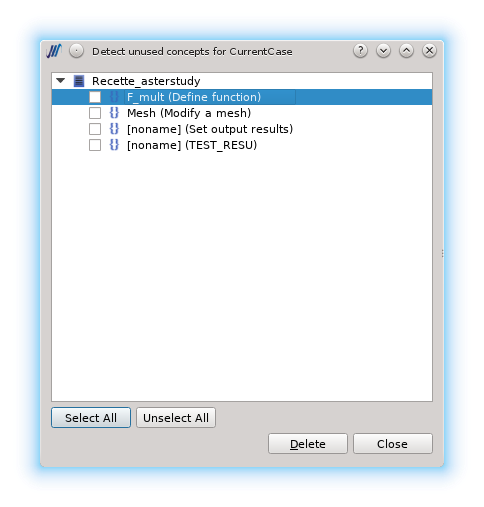 Detect unused concepts for CurrentCase
?
Recette_asterstudy
{} F_mult (Define function)
{} Mesh (Modify a mesh)
{} [noname] (Set output results)
{} [noname] (TEST_RESU)
Select All Unselect All
Delete Close